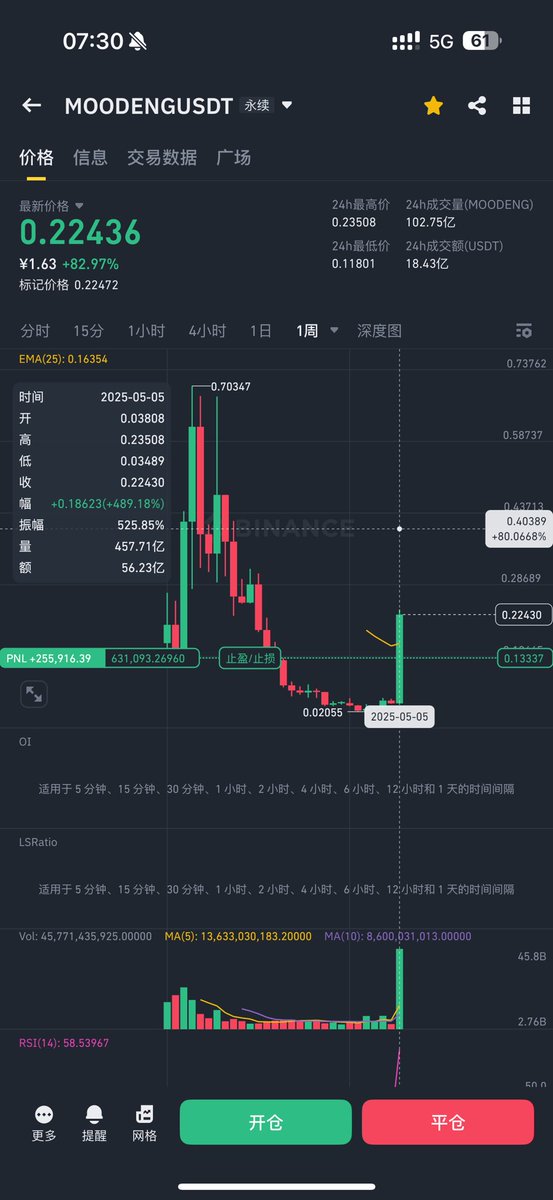 07:30
5G
61
MOODENGUSDT 永续
价格 信息 交易数据 广场
最新价格
0.22436
¥1.63 +82.97%
标记价格 0.22472
24h最高价
0.23508
24h成交量(MOODENG)
102.75亿
24h最低价
0.11801
24h成交额(USDT)
18.43亿
分时 15分 1小时 4小时 1日 1周 深度图
EMA(25): 0.16354
0.73762
时间 2025-05-05
开 0.03808
高 0.23508
低 0.03489
收 0.22430
幅 +0.18623(+489.18%)
振幅 525.85%
量 457.71亿
额 56.23亿
0.70347
0.58737
0.43713
BINANCE
0.40389
+80.0668%
0.28689
0.22430
PNL +255,916.39 631,093.26960 止盈/止损 0.13337
0.02055
2025-05-05
OI
适用于 5 分钟、15 分钟、30 分钟、1 小时、2 小时、4 小时、6 小时、12 小时和 1 天的时间间隔
LSRatio
适用于 5 分钟、15 分钟、30 分钟、1 小时、2 小时、4 小时、6 小时、12 小时和 1 天的时间间隔
Vol: 45,771,435,925.00000 MA(5): 13,633,030,183.20000 MA(10): 8,600,031,013.00000
45.8B
2.76B
RSI(14): 58.53967
50.0
更多 提醒 网格 开仓 平仓